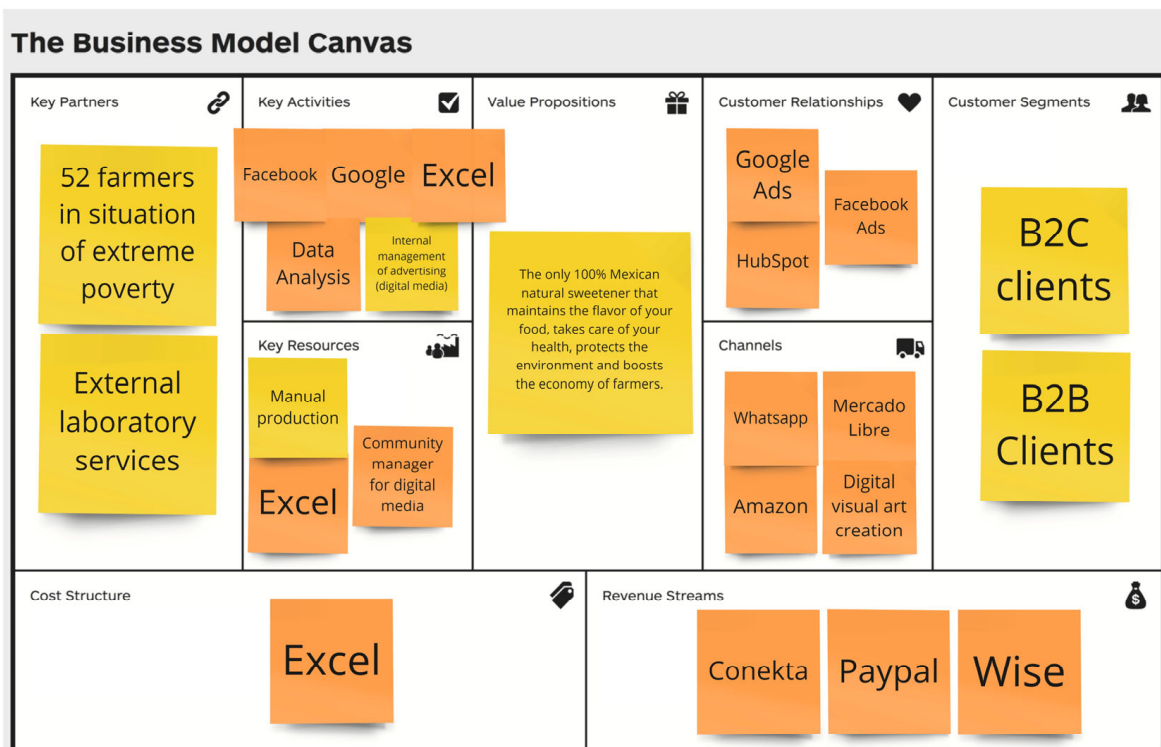 The Business Model Canvas
Key Partners
52 farmers
in situation
of extreme
poverty
External
laboratory
services
Key Activities
Facebook
Google
Excel
Data
Analysis
Internal
management
of advertising
(digital media)
Key Resources
Manual
production
Excel
Community
manager
for digital
media
Value Propositions
The only 100% Mexican
natural sweetener that
maintains the flavor of your
food, takes care of your
health, protects the
environment and boosts
the economy of farmers.
Customer Relationships
Google
Ads
Facebook
Ads
HubSpot
Channels
Whatsapp
Mercado
Libre
Amazon
Digital
visual art
creation
Customer Segments
B2C
clients
B2B
Clients
Cost Structure
Excel
Revenue Streams
$
Conekta
Paypal
Wise